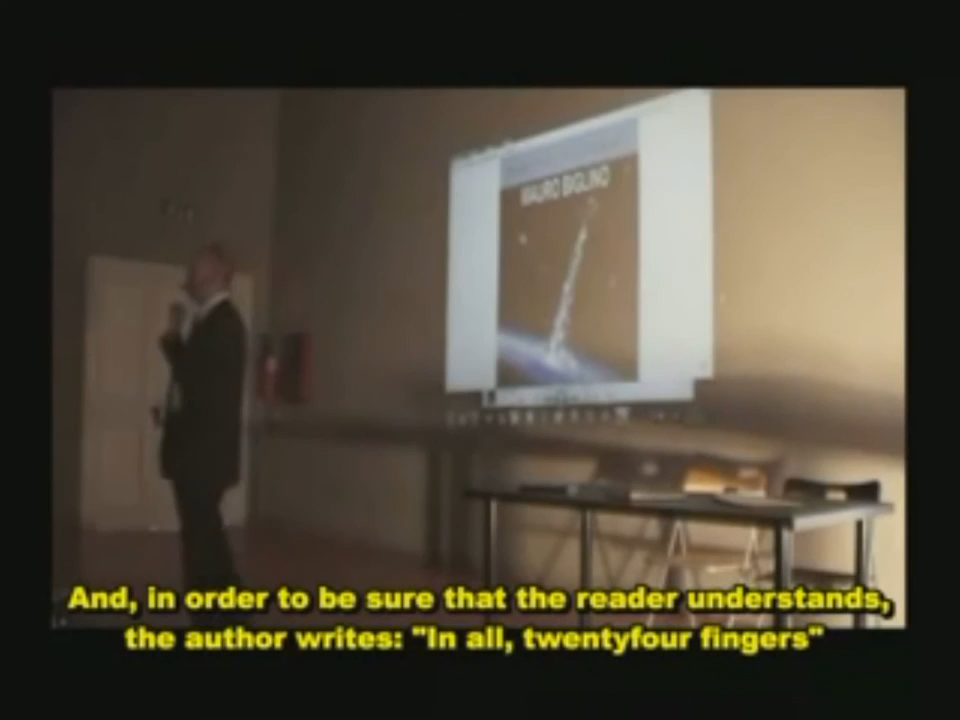 MAURO BIGLINO
And, in order to be sure that the reader understands,
the author writes: "In all, twentyfour fingers"